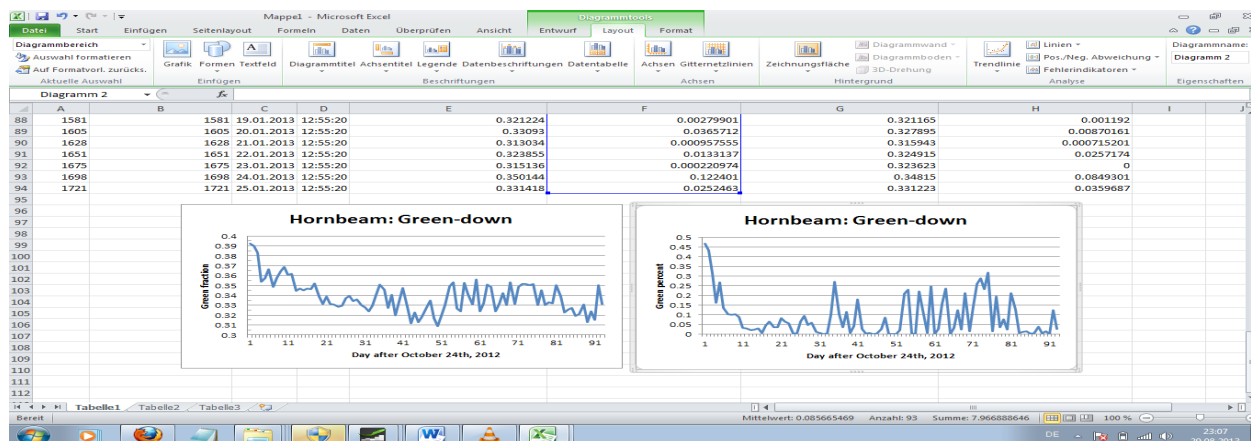 Mappe1 - Microsoft Excel
Diagrammtools
Datei Start Einfügen Seitenlayout Formeln Daten Überprüfen Ansicht Entwurf Layout Format
Diagrammbereich
Auswahl formatieren
Auf Formatvorl. zurücks.
Aktuelle Auswahl
Grafik Formen Textfeld
Einfügen
Diagrammtitel Achsentitel Legende Datenbeschriftungen Datentabelle
Beschriftungen
Achsen Gitternetzlinien
Achsen
Zeichnungsfläche
Diagrammwand
Diagrammboden
3D-Drehung
Hintergrund
Trendlinie
Linien
Pos./Neg. Abweichung
Fehlerindikatoren
Analyse
Diagrammname:
Diagramm 2
Eigenschaften
Diagramm 2 fx
A B C D E F G H I J
88 1581 1581 19.01.2013 12:55:20 0.321224 0.00279901 0.321165 0.001192
89 1605 1605 20.01.2013 12:55:20 0.33093 0.0365712 0.327895 0.00870161
90 1628 1628 21.01.2013 12:55:20 0.313034 0.000957555 0.315943 0.000715201
91 1651 1651 22.01.2013 12:55:20 0.323855 0.0133137 0.324915 0.0257174
92 1675 1675 23.01.2013 12:55:20 0.315136 0.000220974 0.323623 0
93 1698 1698 24.01.2013 12:55:20 0.350144 0.122401 0.34815 0.0849301
94 1721 1721 25.01.2013 12:55:20 0.331418 0.0252463 0.331223 0.0359687
95
96
97
98
99
100
101
102
103
104
105
106
107
108
109
110
111
112
Hornbeam: Green-down
Green fraction
0.4
0.39
0.38
0.37
0.36
0.35
0.34
0.33
0.32
0.31
0.3
1 11 21 31 41 51 61 71 81 91
Day after October 24th, 2012
Hornbeam: Green-down
Green percent
0.5
0.45
0.4
0.35
0.3
0.25
0.2
0.15
0.1
0.05
0
1 11 21 31 41 51 61 71 81 91
Day after October 24th, 2012
Tabelle1 Tabelle2 Tabelle3
Bereit Mittelwert: 0.085665469 Anzahl: 93 Summe: 7.966888646 100 %
DE 23:07